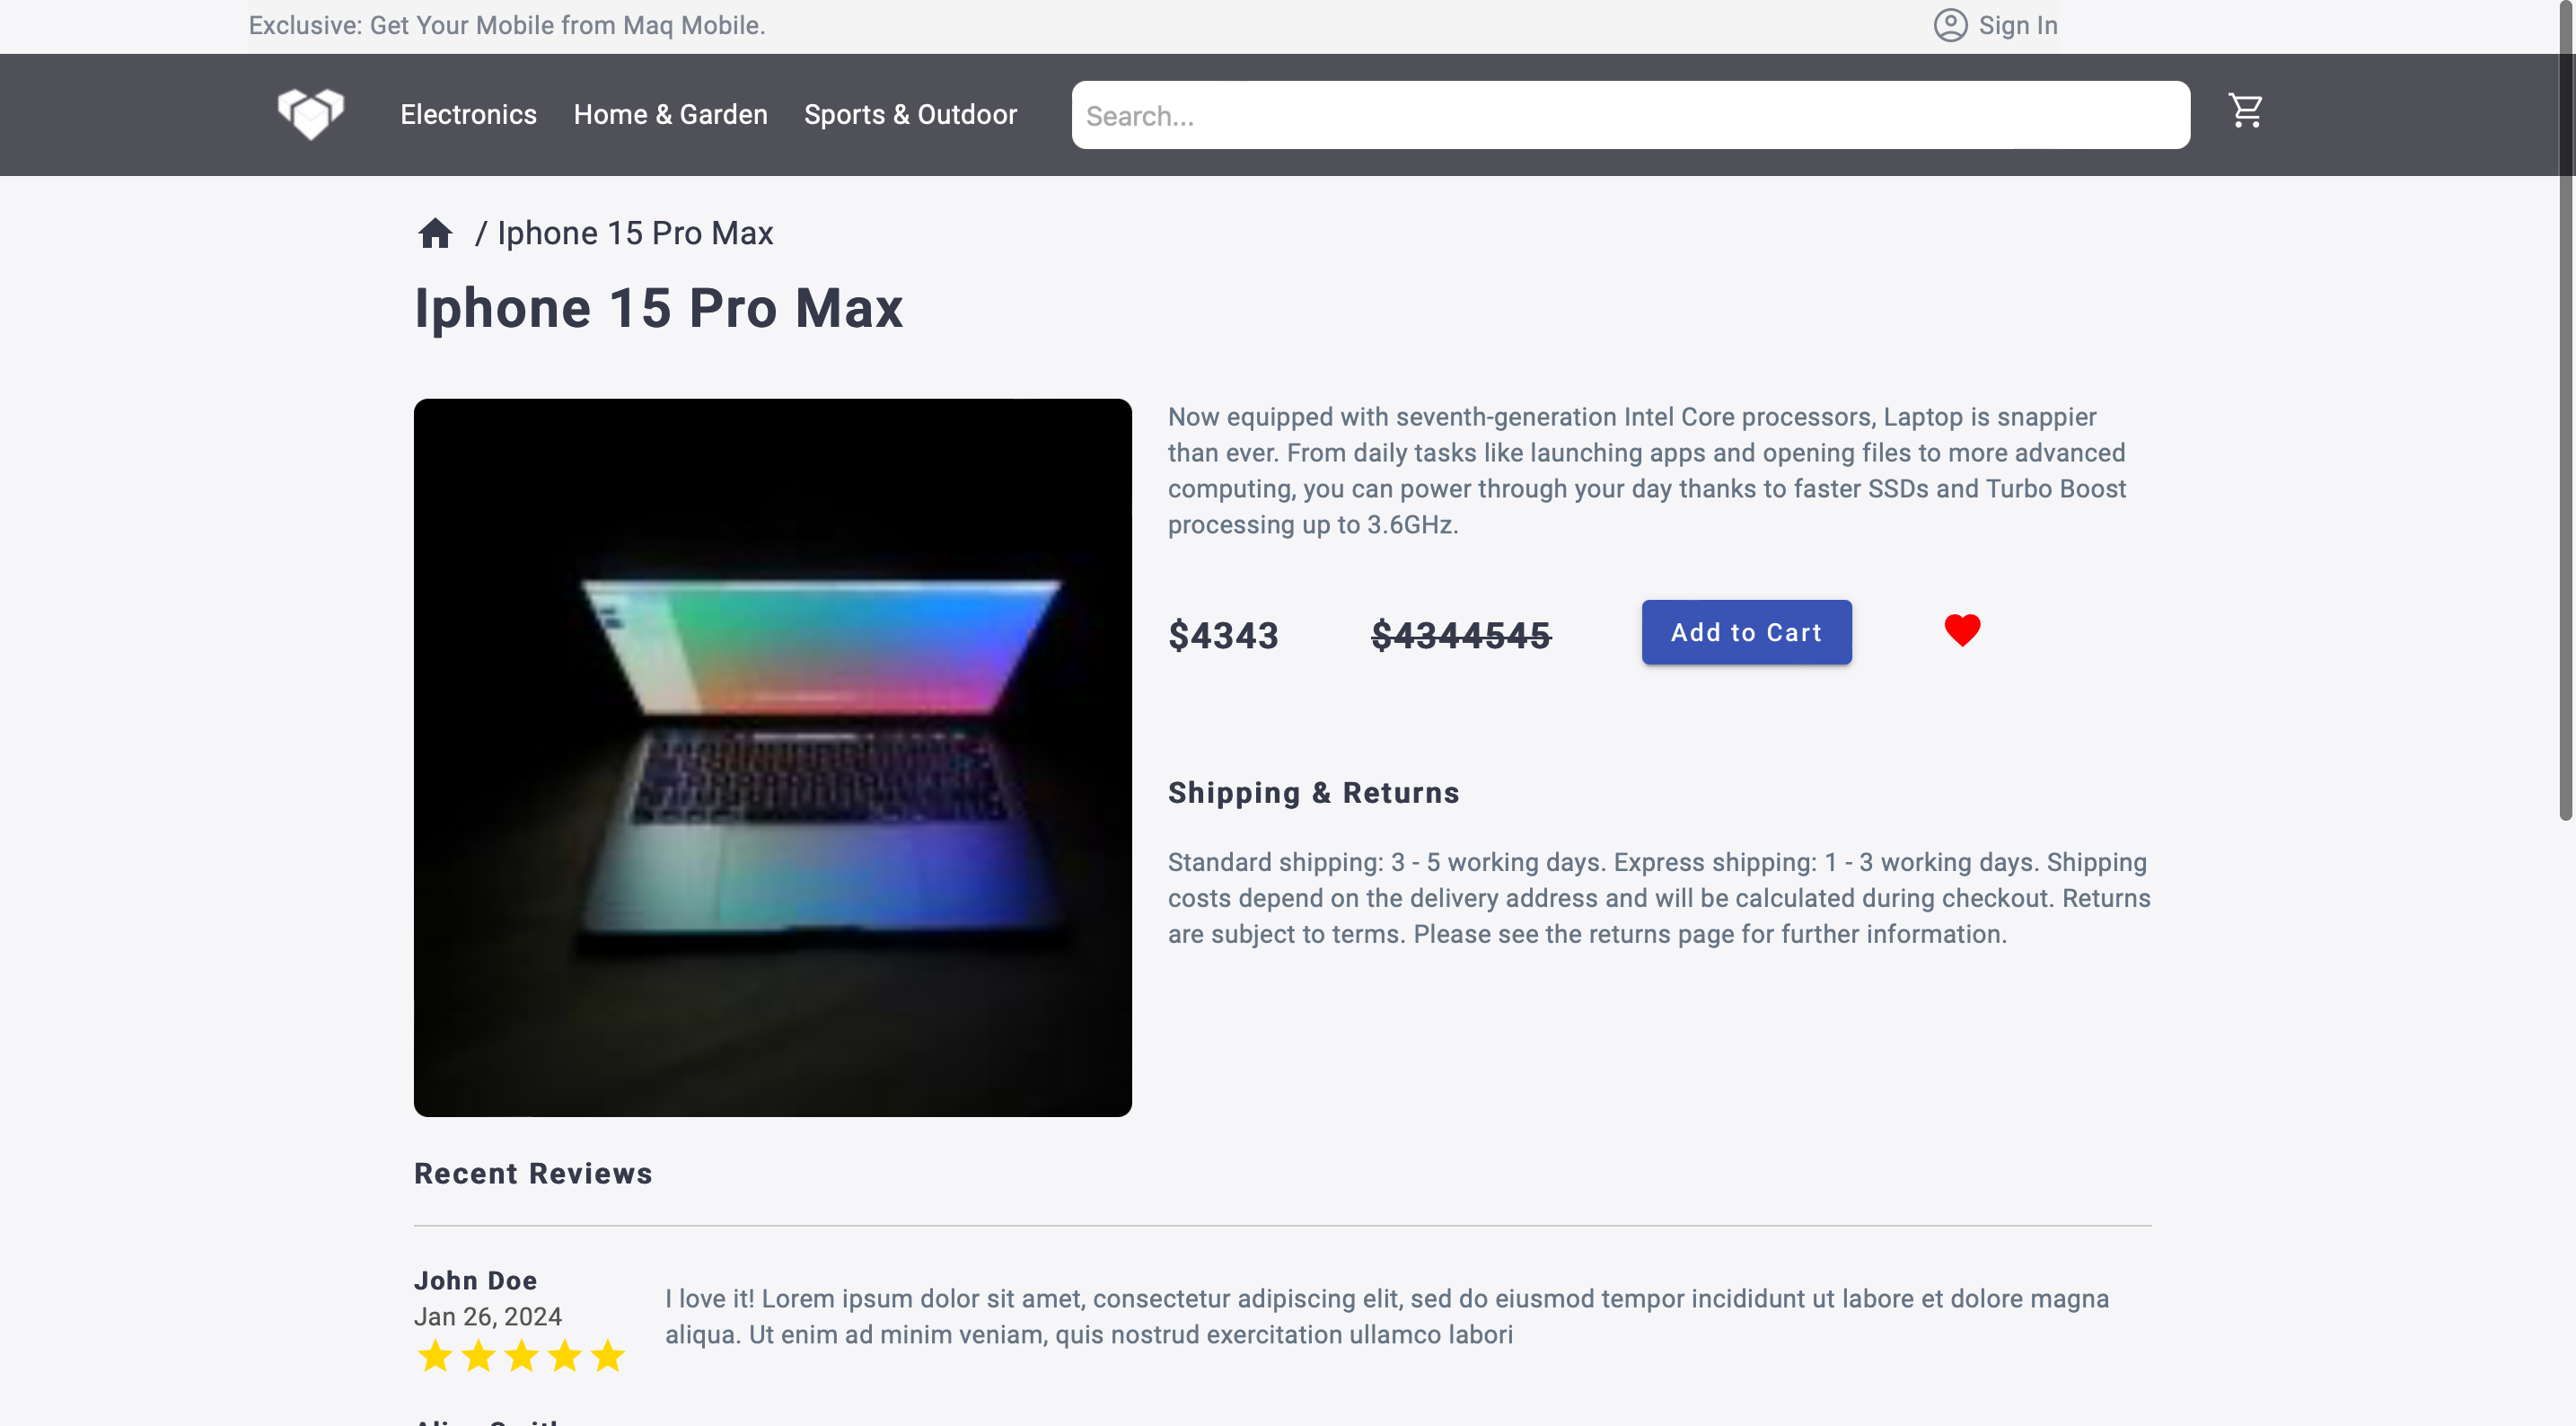 Exclusive: Get Your Mobile from Maq Mobile.
Sign In
Electronics Home & Garden Sports & Outdoor Search...
/ Iphone 15 Pro Max
Iphone 15 Pro Max
Now equipped with seventh-generation Intel Core processors, Laptop is snappier
than ever. From daily tasks like launching apps and opening files to more advanced
computing, you can power through your day thanks to faster SSDs and Turbo Boost
processing up to 3.6GHz.
$4343 $4344545 Add to Cart
Shipping & Returns
Standard shipping: 3 - 5 working days. Express shipping: 1 - 3 working days. Shipping
costs depend on the delivery address and will be calculated during checkout. Returns
are subject to terms. Please see the returns page for further information.
Recent Reviews
John Doe
Jan 26, 2024
I love it! Lorem ipsum dolor sit amet, consectetur adipiscing elit, sed do eiusmod tempor incididunt ut labore et dolore magna
aliqua. Ut enim ad minim veniam, quis nostrud exercitation ullamco labori